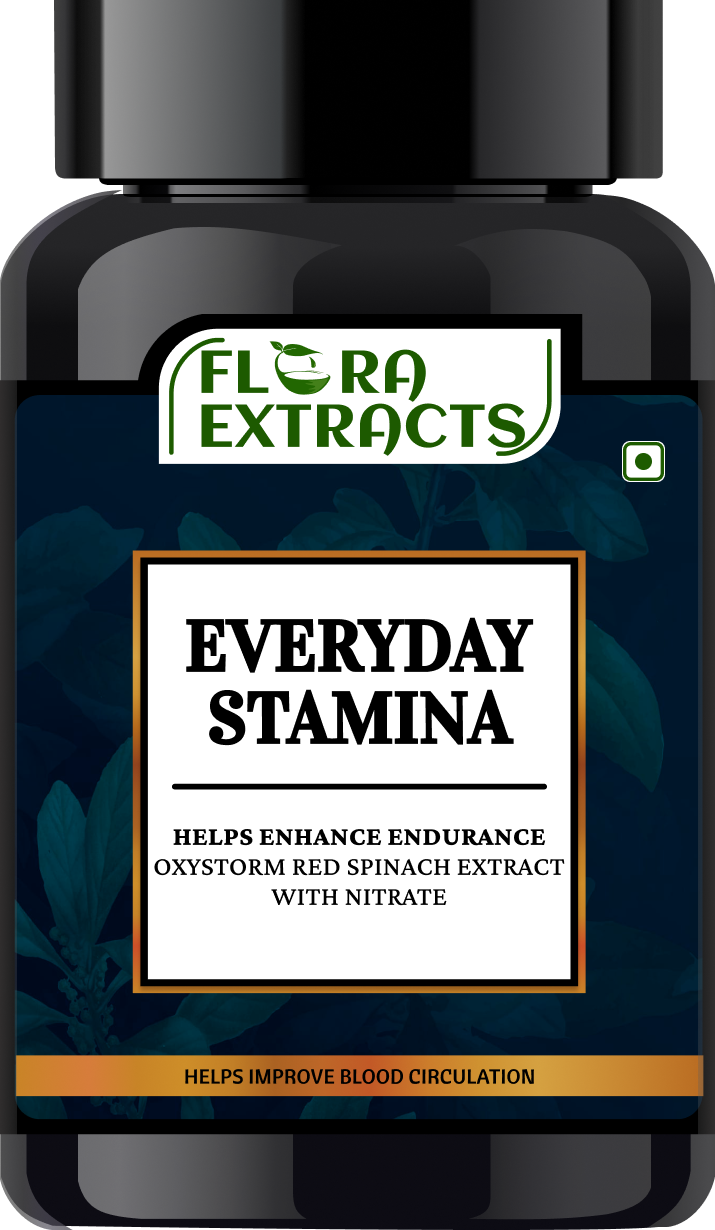 FLORA
EXTRACTS
EVERYDAY
STAMINA
HELPS ENHANCE ENDURANCE
OXYSTORM RED SPINACH EXTRACT
WITH NITRATE
HELPS IMPROVE BLOOD CIRCULATION